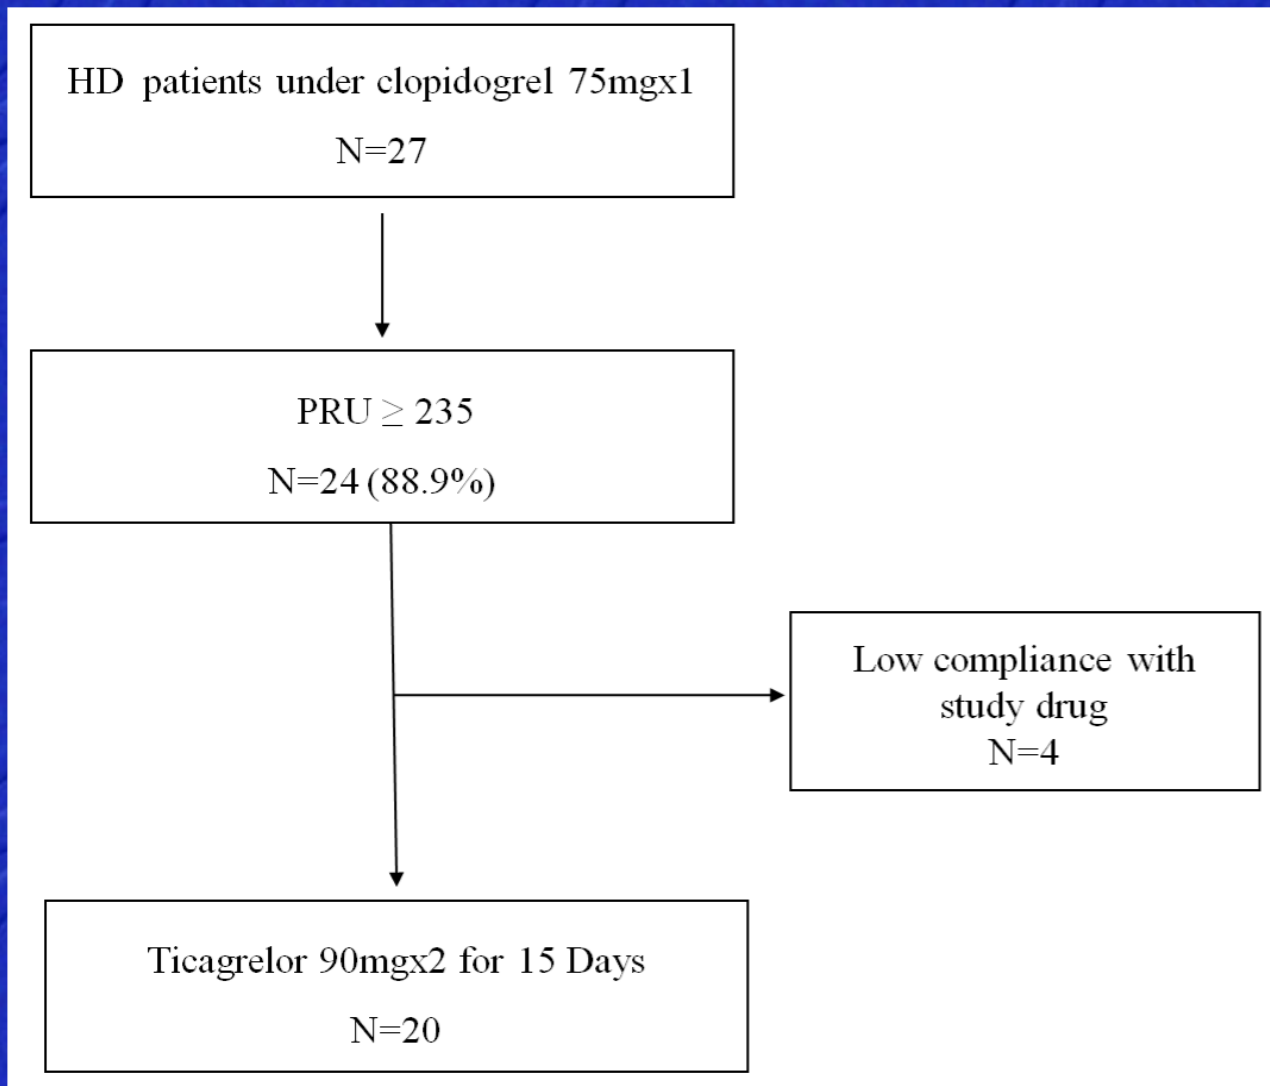 HD patients under clopidogrel 75mgx1
N=27
PRU ≥ 235
N=24 (88.9%)
Low compliance with
study drug
N=4
Ticagrelor 90mgx2 for 15 Days
N=20